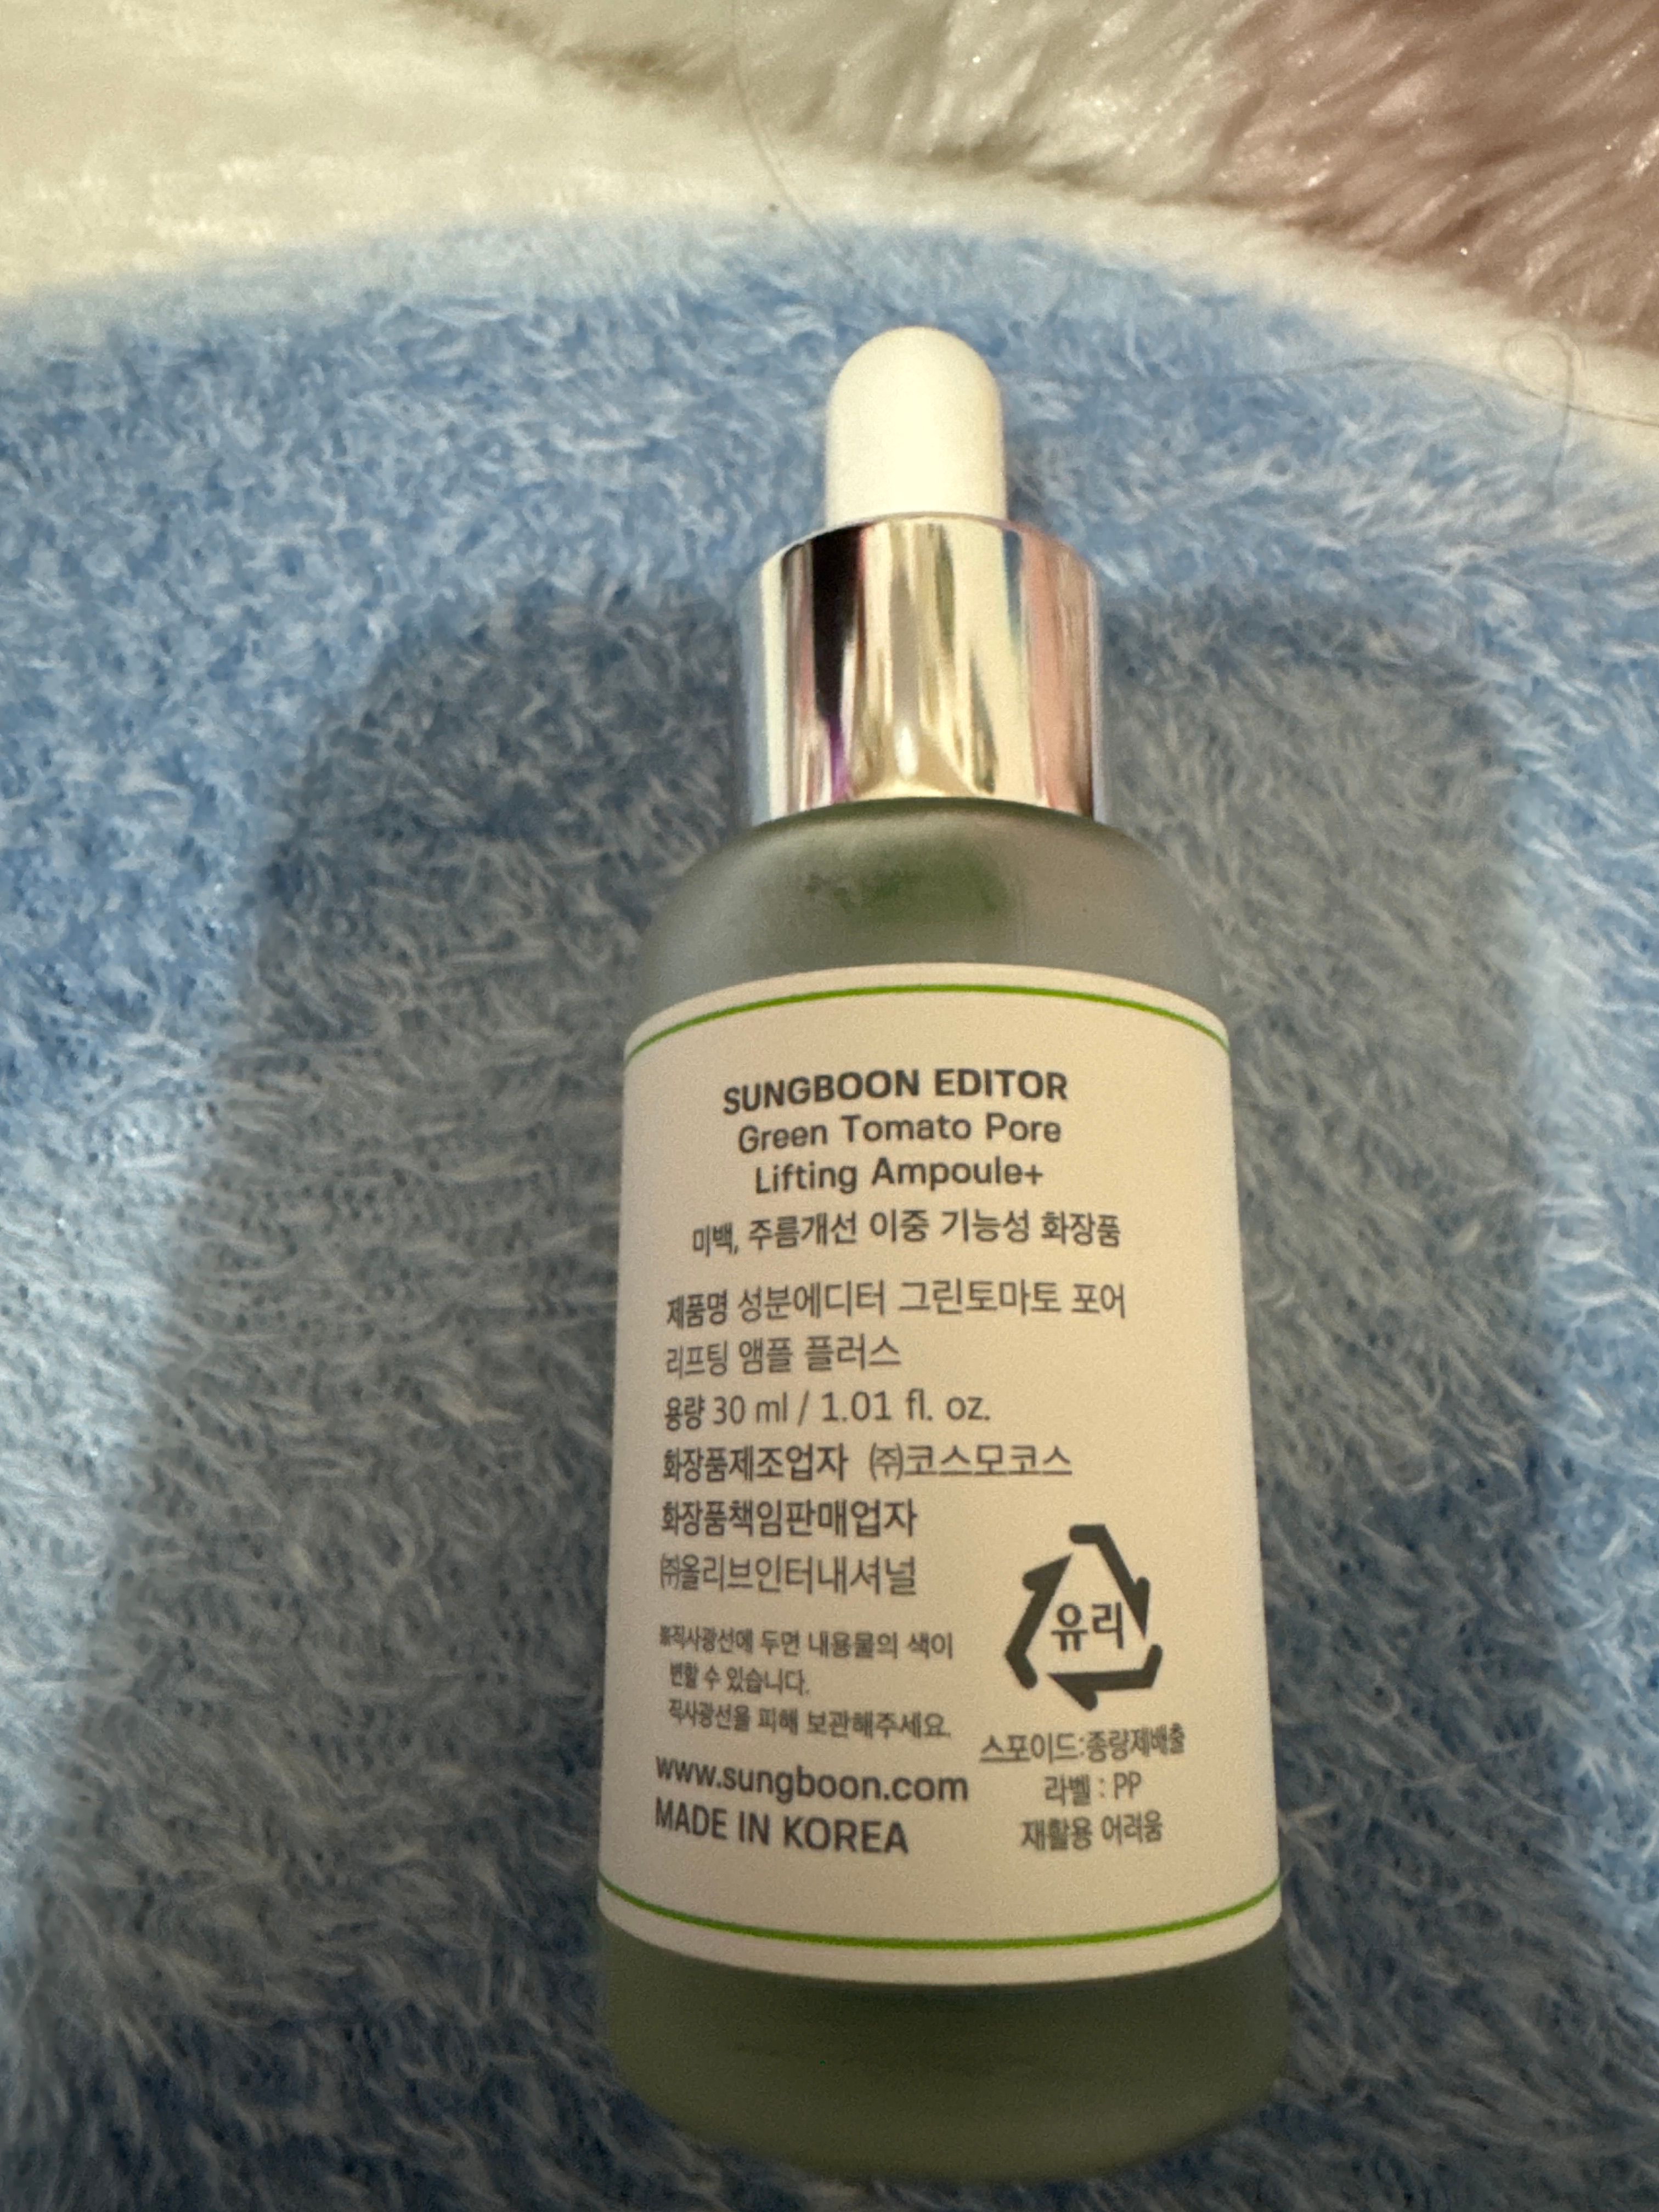 SUNGBOON EDITOR
Green Tomato Pore
Lifting Ampoule+
미백, 주름개선 이중 기능성 화장품
제품명 성분에디터 그린토마토 포어
리프팅 앰플 플러스
용량 30 ml / 1.01 fl. oz.
화장품제조업자 ㈜코스모코스
화장품책임판매업자
㈜올리브인터내셔널
※직사광선에 두면 내용물의 색이
변할 수 있습니다.
직사광선을 피해 보관해주세요.
www.sungboon.com
MADE IN KOREA
유리
스포이드:종량제배출
라벨 : PP
재활용 어려움